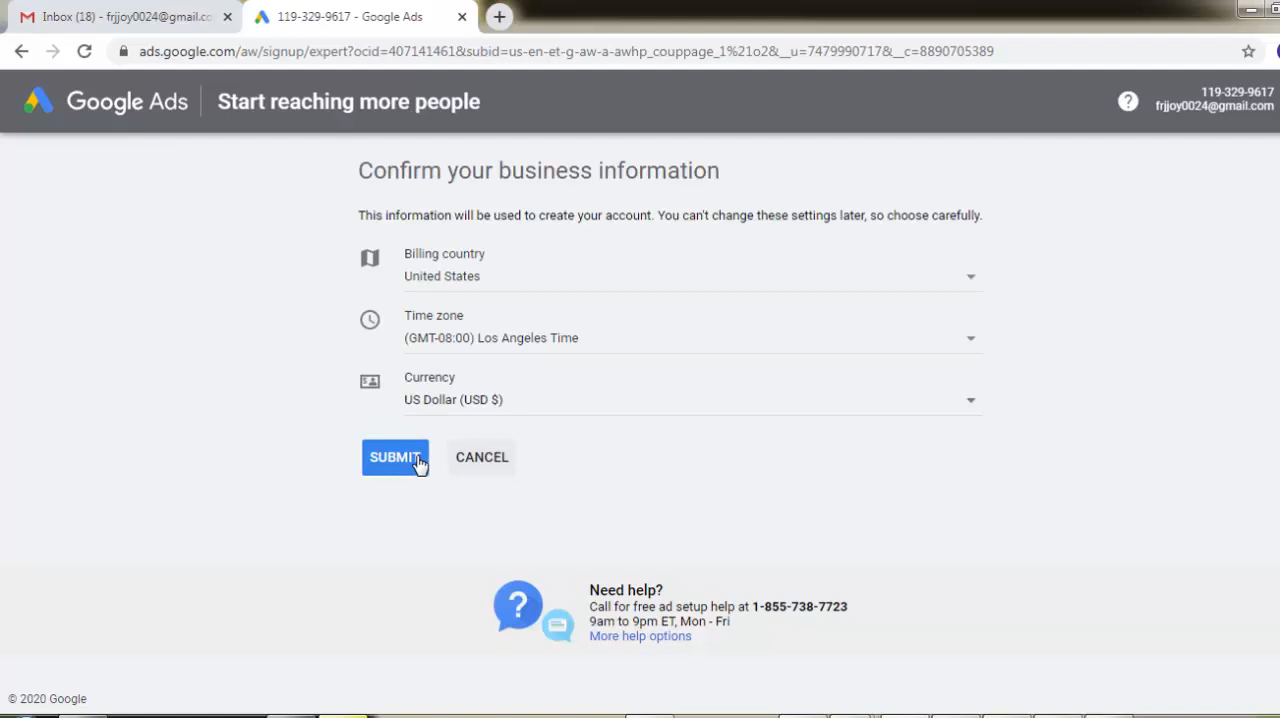 Inbox (18) - frjjoy0024@gmail.co
119-329-9617 - Google Ads
ads.google.com/aw/signup/expert?ocid=407141461&subid=us-en-et-g-aw-a-awhp_couppage_1%21o2&__u=7479990717&__c=8890705389
Google Ads
Start reaching more people
119-329-9617
frjjoy0024@gmail.com
Confirm your business information
This information will be used to create your account. You can't change these settings later, so choose carefully.
Billing country
United States
Time zone
(GMT-08:00) Los Angeles Time
Currency
US Dollar (USD $)
SUBMIT
CANCEL
Need help?
Call for free ad setup help at 1-855-738-7723
9am to 9pm ET, Mon - Fri
More help options
© 2020 Google